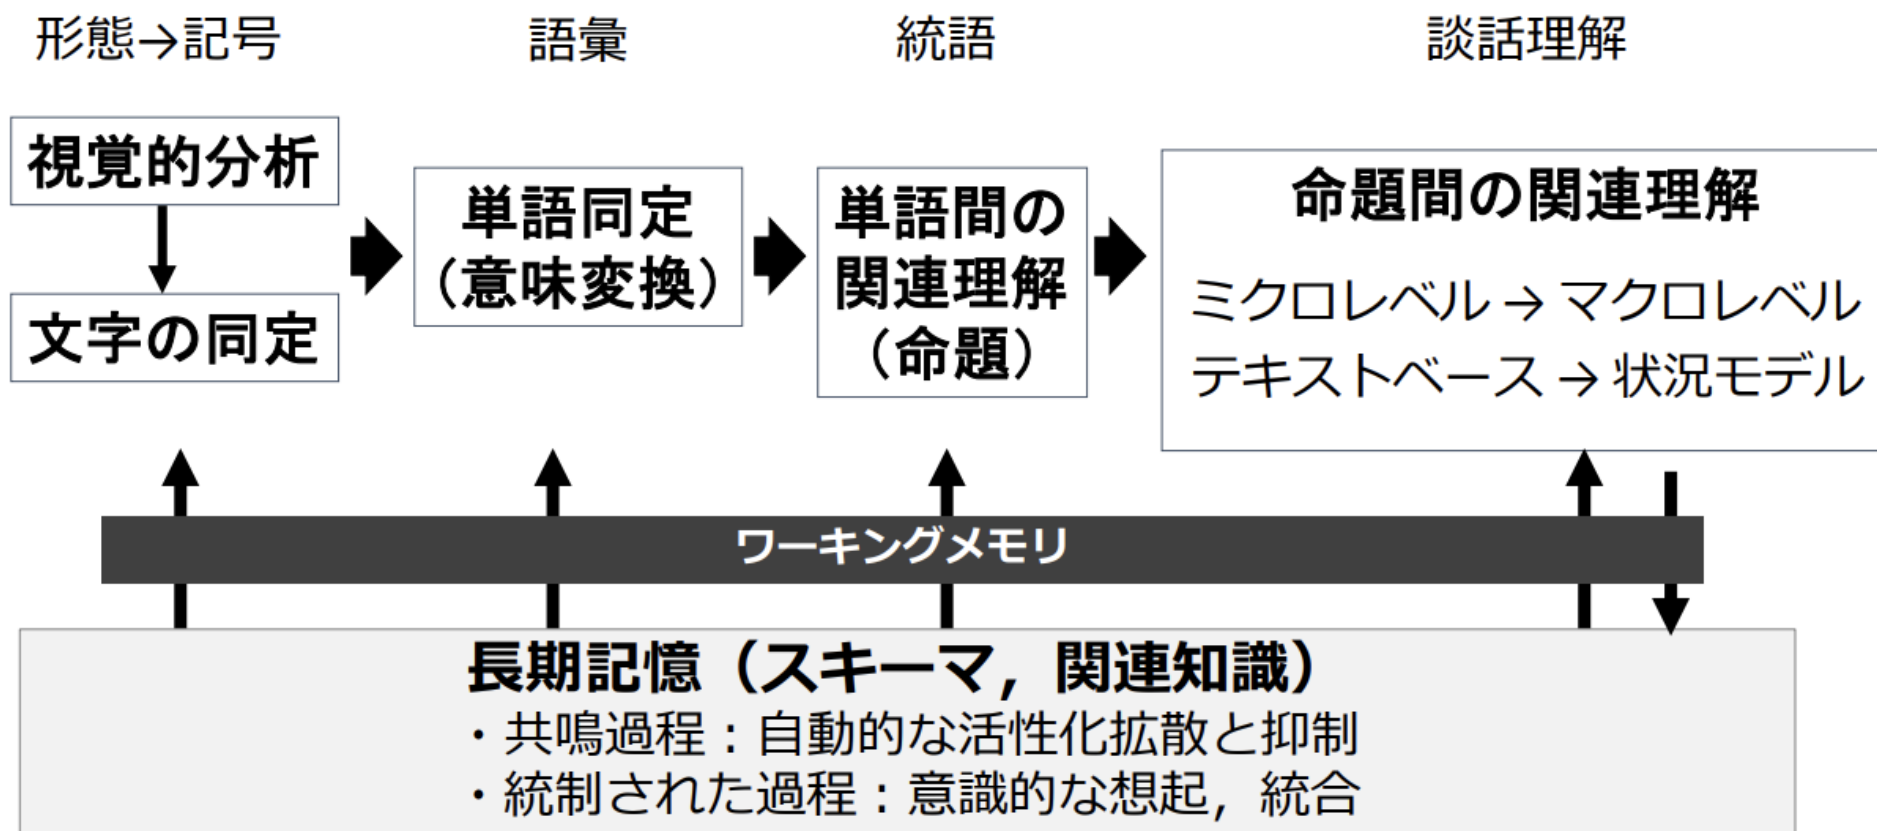 形態→記号
語彙
統語
談話理解
視覚的分析
文字の同定
単語同定
（意味変換）
単語間の
関連理解
（命題）
命題間の関連理解
ミクロレベル → マクロレベル
テキストベース → 状況モデル
ワーキングメモリ
長期記憶（スキーマ，関連知識）
・共鳴過程：自動的な活性化拡散と抑制
・統制された過程：意識的な想起，統合